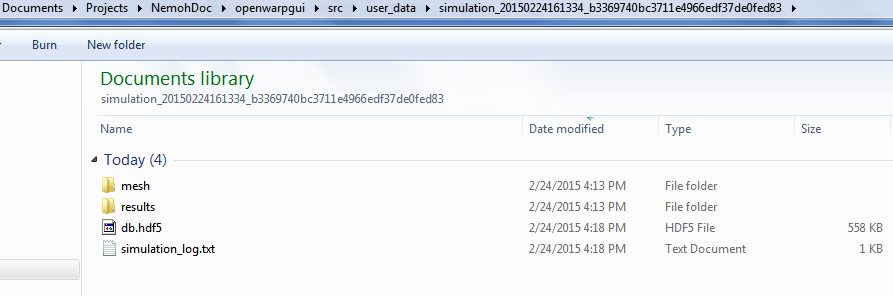 Documents ▸ Projects ▸ NemohDoc ▸ openwarpgui ▸ src ▸ user_data ▸ simulation_20150224161334_b3369740bc3711e4966edf37de0fed83 ▸
Burn New folder
Documents library
simulation_20150224161334_b3369740bc3711e4966edf37de0fed83
Name Date modified Type Size
Today (4)
mesh 2/24/2015 4:13 PM File folder
results 2/24/2015 4:13 PM File folder
db.hdf5 2/24/2015 4:18 PM HDF5 File 558 KB
simulation_log.txt 2/24/2015 4:18 PM Text Document 1 KB